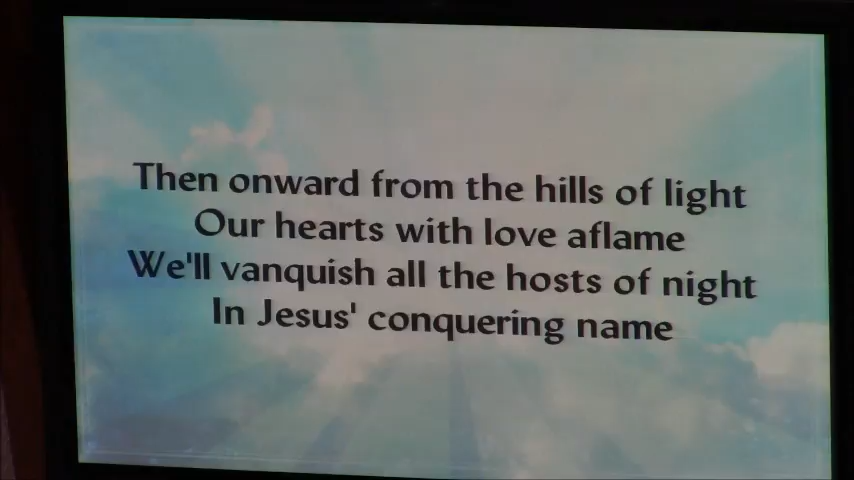 Then onward from the hills of light
Our hearts with love aflame
We'll vanquish all the hosts of night
In Jesus' conquering name